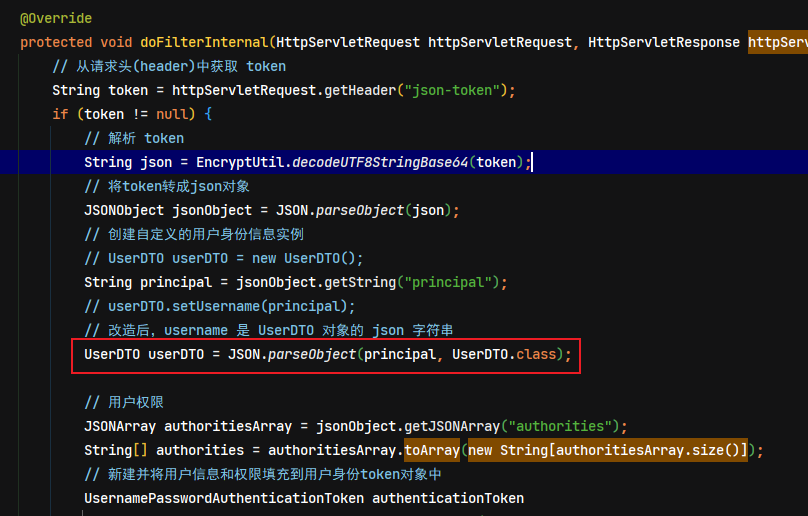 @Override
protected void doFilterInternal(HttpServletRequest httpServletRequest, HttpServletResponse httpServ
// 从请求头(header)中获取 token
String token = httpServletRequest.getHeader("json-token");
if (token != null) {
// 解析 token
String json = EncryptUtil.decodeUTF8StringBase64(token);
// 将token转成json对象
JSONObject jsonObject = JSON.parseObject(json);
// 创建自定义的用户身份信息实例
// UserDTO userDTO = new UserDTO();
String principal = jsonObject.getString("principal");
// userDTO.setUsername(principal);
// 改造后，username 是 UserDTO 对象的 json 字符串
UserDTO userDTO = JSON.parseObject(principal, UserDTO.class);
// 用户权限
JSONArray authoritiesArray = jsonObject.getJSONArray("authorities");
String[] authorities = authoritiesArray.toArray(new String[authoritiesArray.size()]);
// 新建并将用户信息和权限填充到用户身份token对象中
UsernamePasswordAuthenticationToken authenticationToken